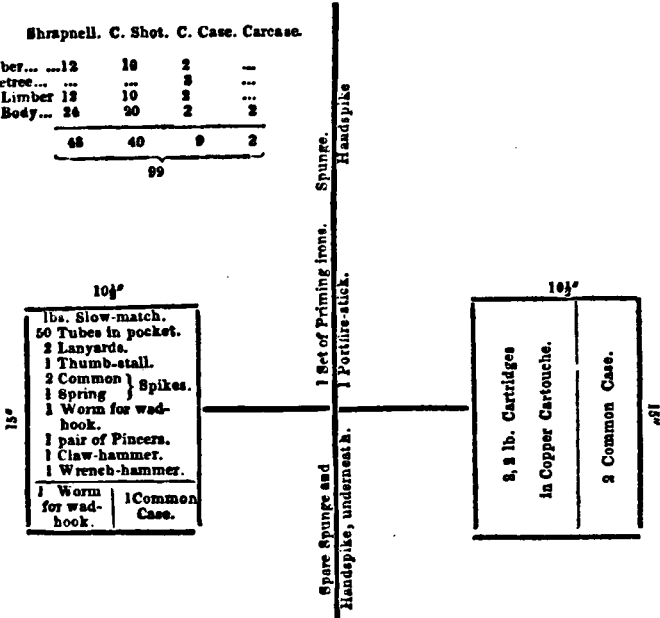 Shrapnell. C. Shot. C. Case. Carcase.
ber... ...12 10 2 —
etree... ... ... 3 ...
Limber 12 10 2 ...
Body... 24 20 2 2
48 40 9 2
99
Spunge.
Handspike
1 Set of Priming irons.
1 Portfire-stick.
Spare Spunge and
Handspike, underneath.
10½"
15"
lbs. Slow-match.
50 Tubes in pocket.
2 Lanyards.
1 Thumb-stall.
2 Common
1 Spring } Spikes.
1 Worm for wad-
hook.
1 pair of Pincers.
1 Claw-hammer.
1 Wrench-hammer.
1 Worm
for wad-
hook.
1 Common
Case.
10½"
2, 2 lb. Cartridges
in Copper Cartouche.
2 Common Case.
15"